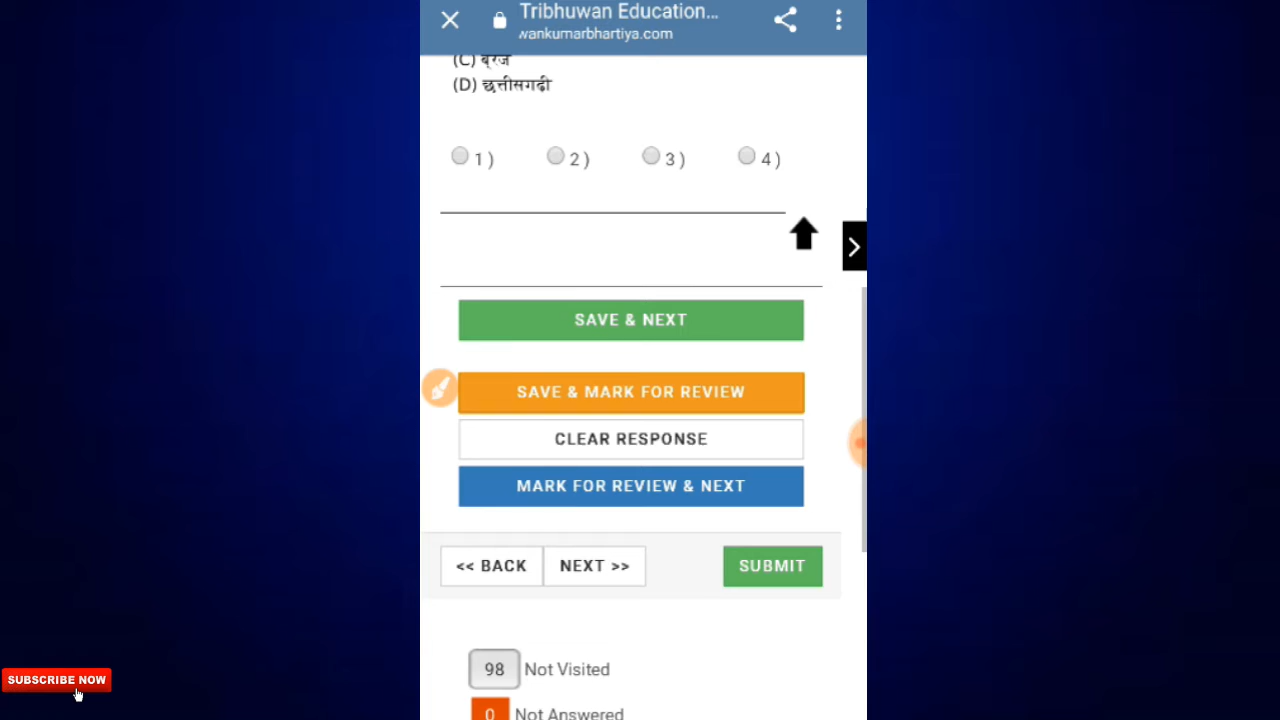 Tribhuwan Education...
wankumarbhartiya.com
(C) ब्रज
(D) छत्तीसगढ़ी
1 )
2 )
3 )
4 )
SAVE & NEXT
SAVE & MARK FOR REVIEW
CLEAR RESPONSE
MARK FOR REVIEW & NEXT
<< BACK
NEXT >>
SUBMIT
98 Not Visited
0 Not Answered
SUBSCRIBE NOW